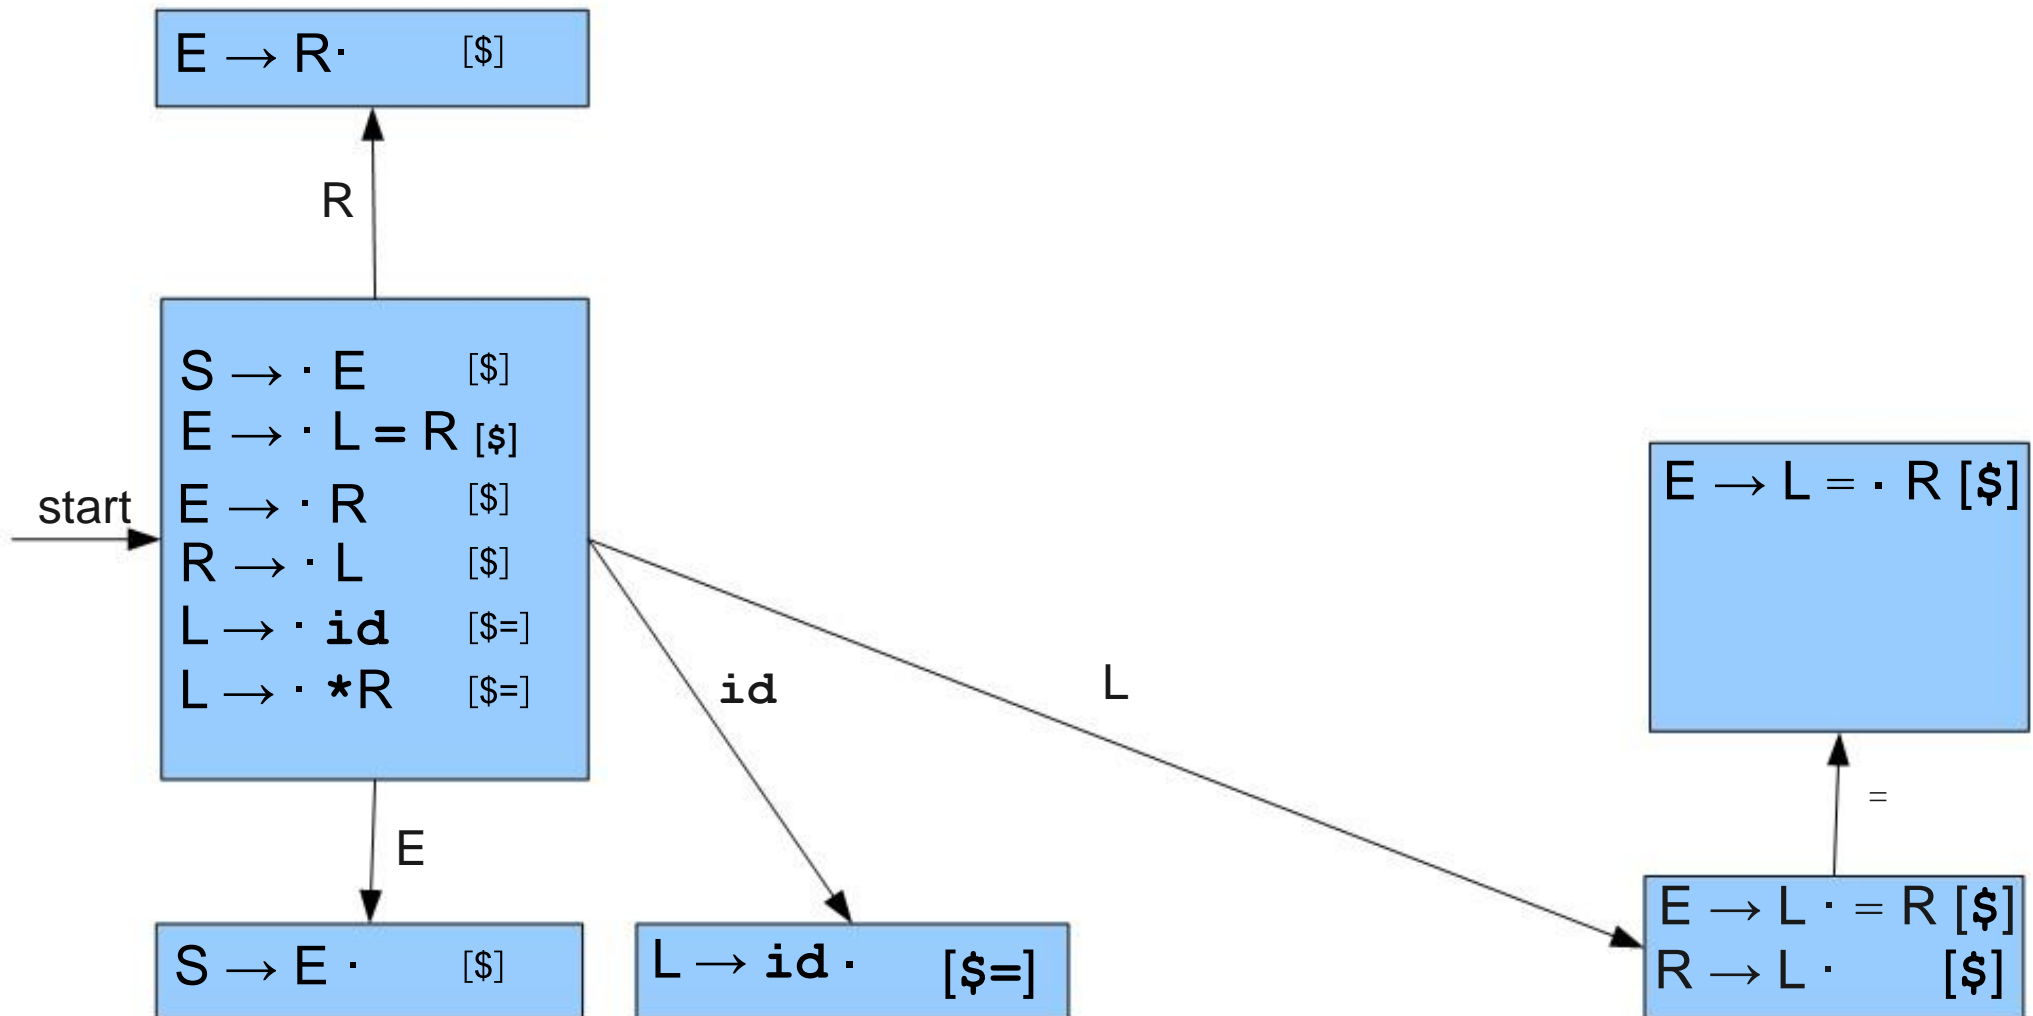 E → R· [$]
R
S → · E [$]
E → · L = R [$]
start
E → · R [$]
R → · L [$]
L → · id [$=]
L → · *R [$=]
id
L
E → L = · R [$]
=
E
S → E · [$]
L → id · [$=]
E → L · = R [$]
R → L · [$]